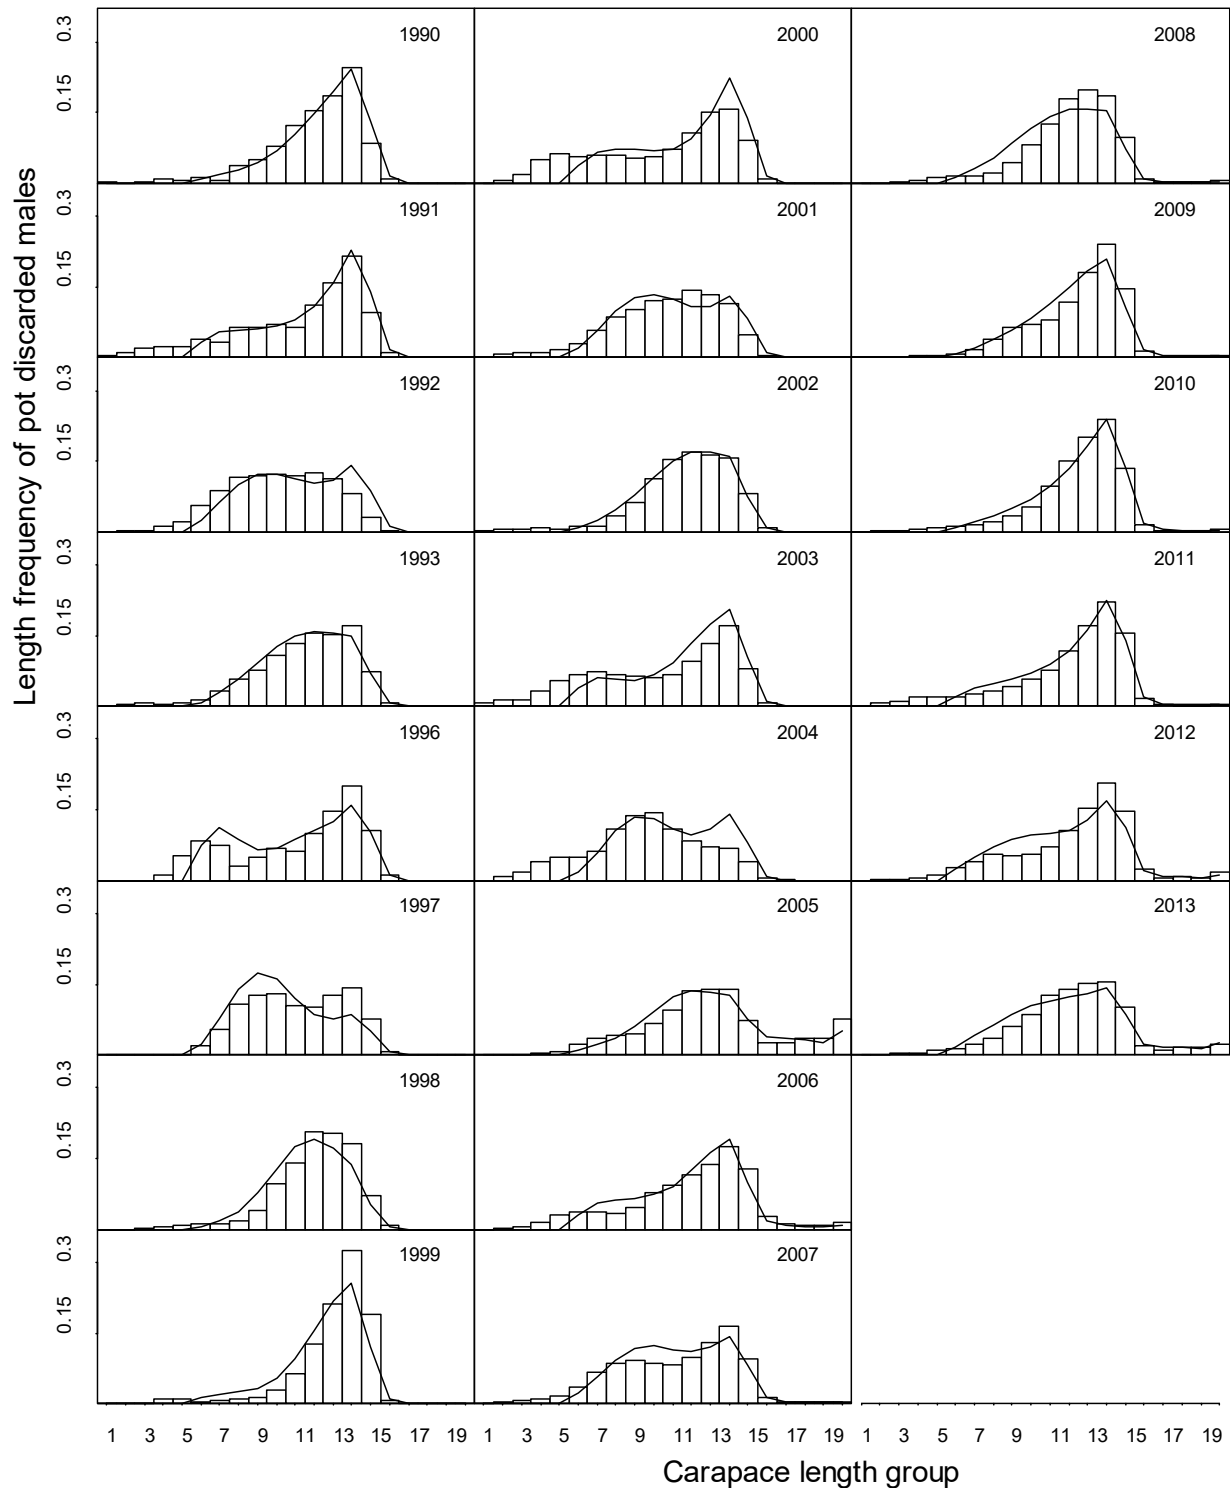 Length frequency of pot discarded males
0.3 1990 2000 2008
0.15
0.3 1991 2001 2009
0.15
0.3 1992 2002 2010
0.15
0.3 1993 2003 2011
0.15
0.3 1996 2004 2012
0.15
0.3 1997 2005 2013
0.15
0.3 1998 2006
0.15
0.3 1999 2007
0.15
1 3 5 7 9 11 13 15 17 19 1 3 5 7 9 11 13 15 17 19 1 3 5 7 9 11 13 15 17 19
Carapace length group